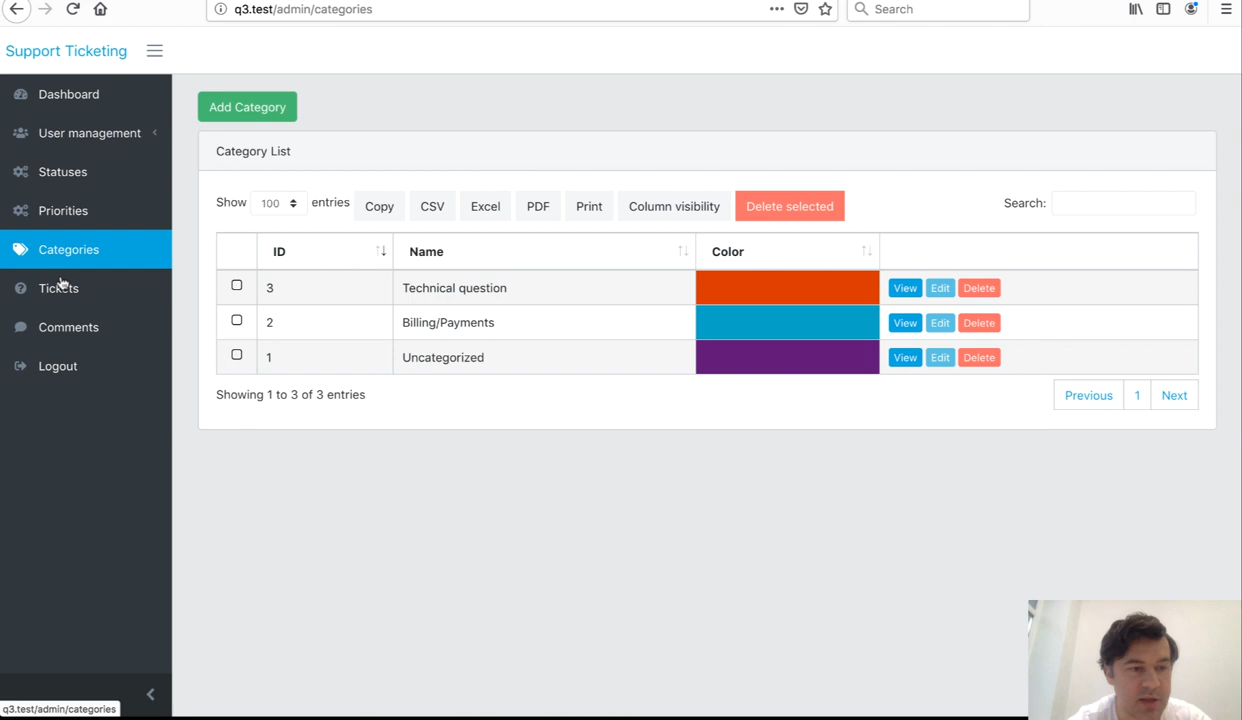 q3.test/admin/categories
Search
Support Ticketing
Dashboard
User management
Statuses
Priorities
Categories
Tickets
Comments
Logout
Add Category
Category List
Show 100 entries Copy CSV Excel PDF Print Column visibility Delete selected Search:
ID Name Color
3 Technical question View Edit Delete
2 Billing/Payments View Edit Delete
1 Uncategorized View Edit Delete
Showing 1 to 3 of 3 entries Previous 1 Next
q3.test/admin/categories